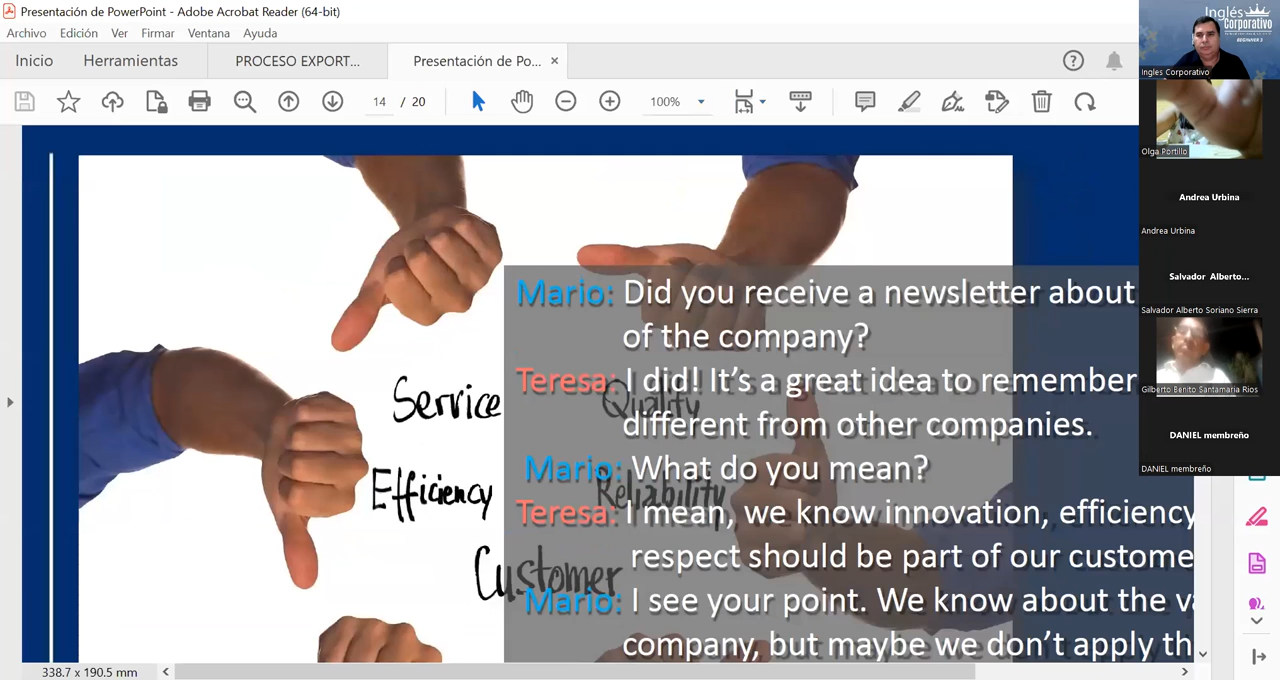 Presentación de PowerPoint - Adobe Acrobat Reader (64-bit)
Archivo Edición Ver Firmar Ventana Ayuda
Inicio Herramientas PROCESO EXPORT... Presentación de Po... ×
14 / 20 100%
Mario: Did you receive a newsletter about
of the company?
Teresa: I did! It’s a great idea to remember
different from other companies.
Mario: What do you mean?
Teresa: I mean, we know innovation, efficiency
respect should be part of our custome
Mario: I see your point. We know about the va
company, but maybe we don’t apply th
Service
Quality
Efficiency
Reliability
Customer
338.7 x 190.5 mm
Inglés
Corporativo
BEGINNER 3
Ingles Corporativo
Olga Portillo
Andrea Urbina
Andrea Urbina
Salvador Alberto...
Salvador Alberto Soriano Sierra
Gilberto Benito Santamaria Rios
DANIEL membreño
DANIEL membreño